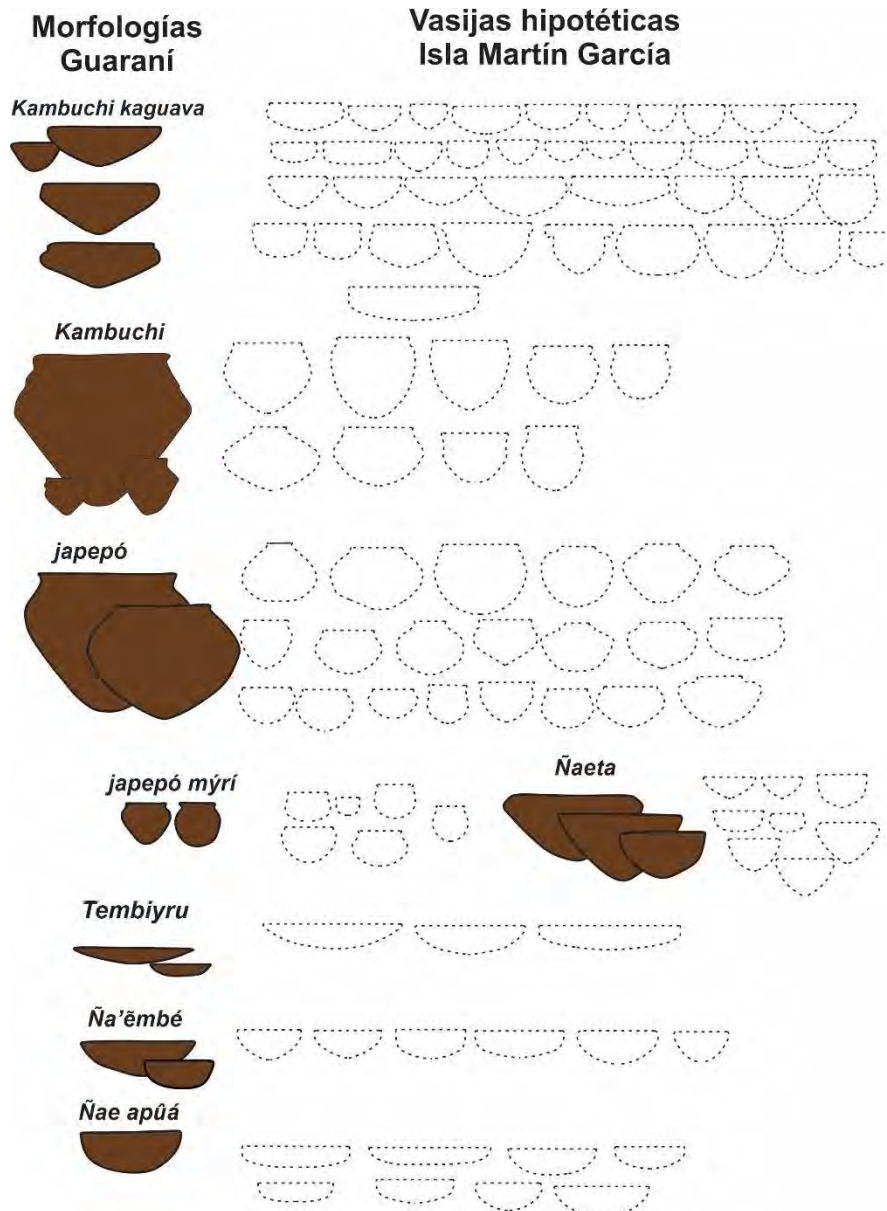 Morfologías
Guaraní
Vasijas hipotéticas
Isla Martín García
Kambuchi kaguava
Kambuchi
japepó
japepó mýrí
Ñaeta
Tembiyru
Ña'ẽmbé
Ñae apûá